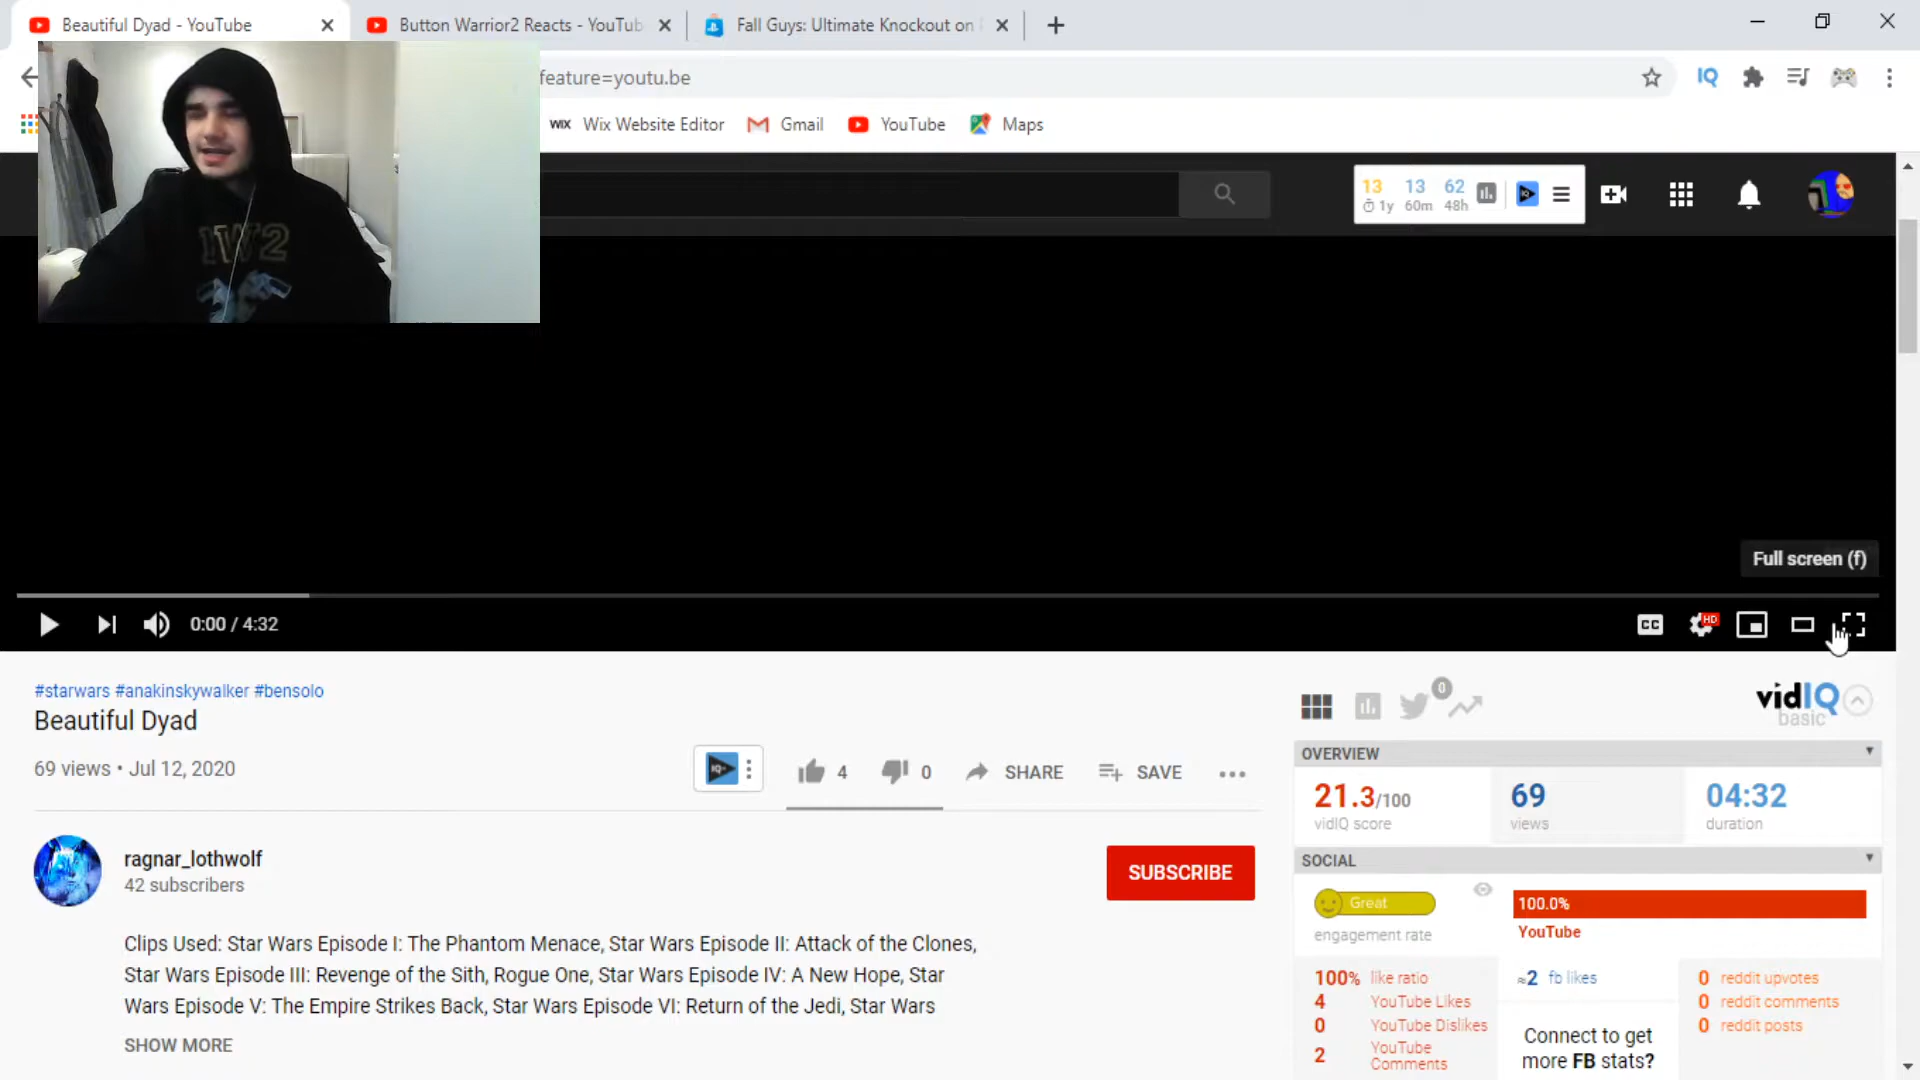 Beautiful Dyad - YouTube
Button Warrior2 Reacts - YouTub
Fall Guys: Ultimate Knockout on
feature=youtu.be
IQ
WIX Wix Website Editor
Gmail
YouTube
Maps
13 13 62
1y 60m 48h
1W2
Full screen (f)
0:00 / 4:32
CC
HD
#starwars #anakinskywalker #bensolo
Beautiful Dyad
69 views • Jul 12, 2020
4
0
SHARE
SAVE
ragnar_lothwolf
42 subscribers
SUBSCRIBE
Clips Used: Star Wars Episode I: The Phantom Menace, Star Wars Episode II: Attack of the Clones,
Star Wars Episode III: Revenge of the Sith, Rogue One, Star Wars Episode IV: A New Hope, Star
Wars Episode V: The Empire Strikes Back, Star Wars Episode VI: Return of the Jedi, Star Wars
SHOW MORE
0
vidIQ
basic
OVERVIEW
21.3/100
vidIQ score
69
views
04:32
duration
SOCIAL
Great
engagement rate
100.0%
YouTube
100% like ratio
4 YouTube Likes
0 YouTube Dislikes
2 YouTube Comments
≈2 fb likes
Connect to get
more FB stats?
0 reddit upvotes
0 reddit comments
0 reddit posts